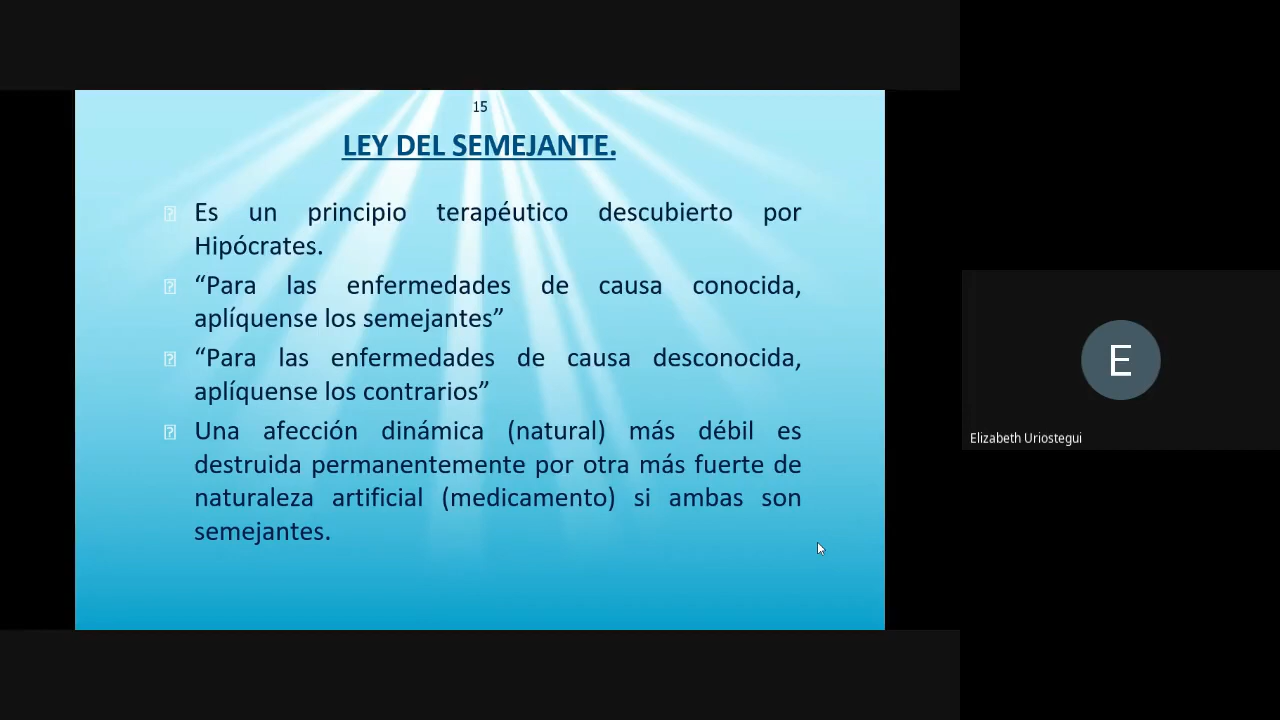 15
LEY DEL SEMEJANTE.
Es un principio terapéutico descubierto por
Hipócrates.
“Para las enfermedades de causa conocida,
aplíquense los semejantes”
“Para las enfermedades de causa desconocida,
aplíquense los contrarios”
Una afección dinámica (natural) más débil es
destruida permanentemente por otra más fuerte de
naturaleza artificial (medicamento) si ambas son
semejantes.
E
Elizabeth Uriostegui